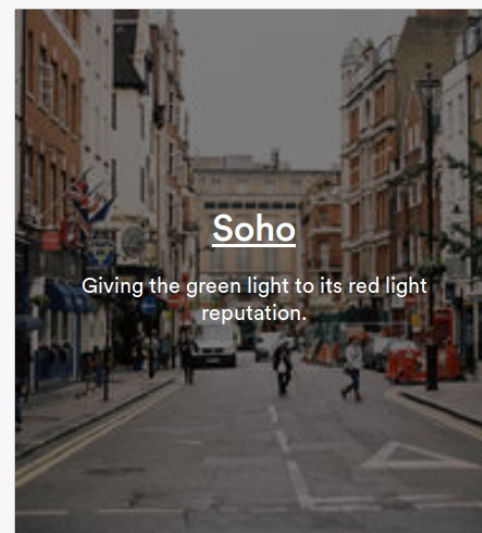 Soho
Giving the green light to its red light
reputation.